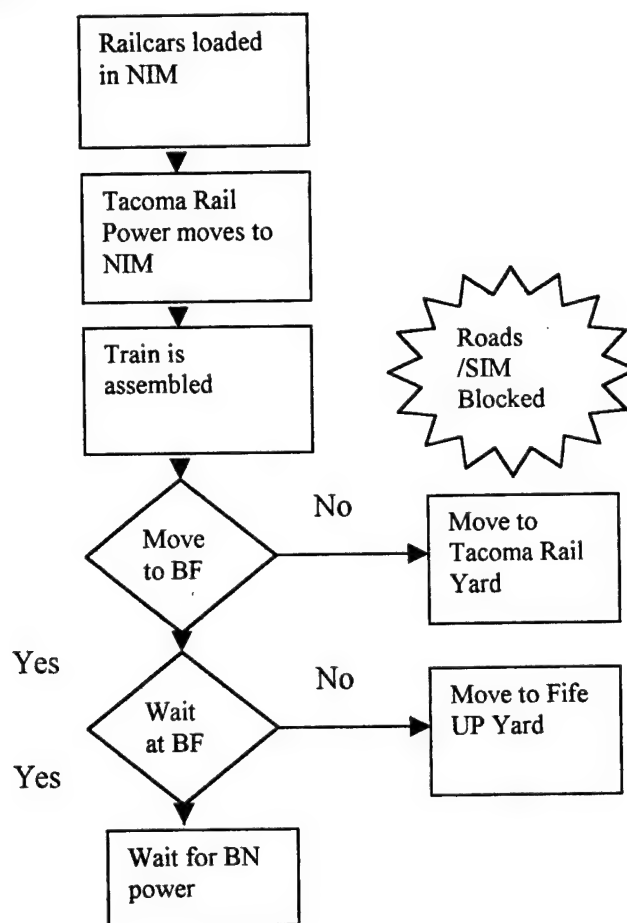 Railcars loaded
in NIM
Tacoma Rail
Power moves to
NIM
Train is
assembled
Roads
/SIM
Blocked
Move
to BF
No
Move to
Tacoma Rail
Yard
Yes
Wait
at BF
No
Move to Fife
UP Yard
Yes
Wait for BN
power